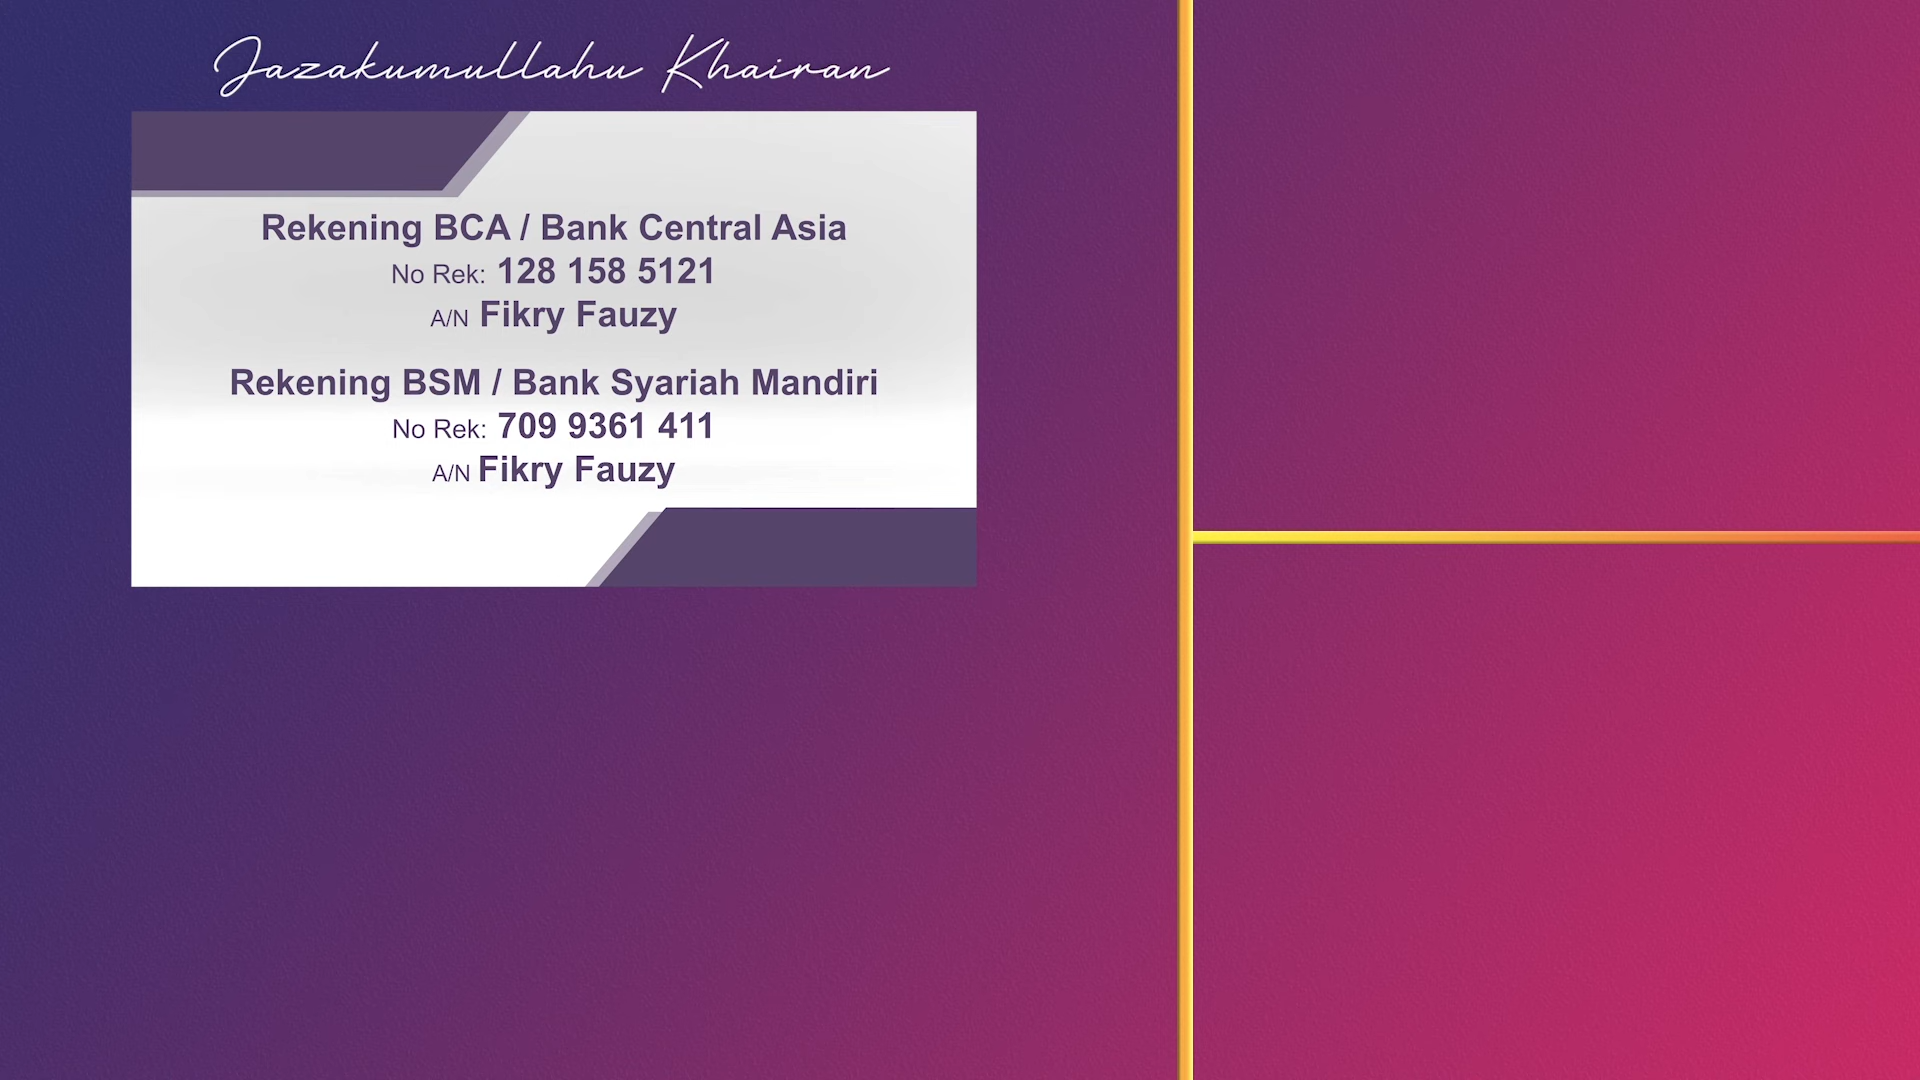 Jazakumullahu Khairan
Rekening BCA / Bank Central Asia
No Rek: 128 158 5121
A/N Fikry Fauzy
Rekening BSM / Bank Syariah Mandiri
No Rek: 709 9361 411
A/N Fikry Fauzy